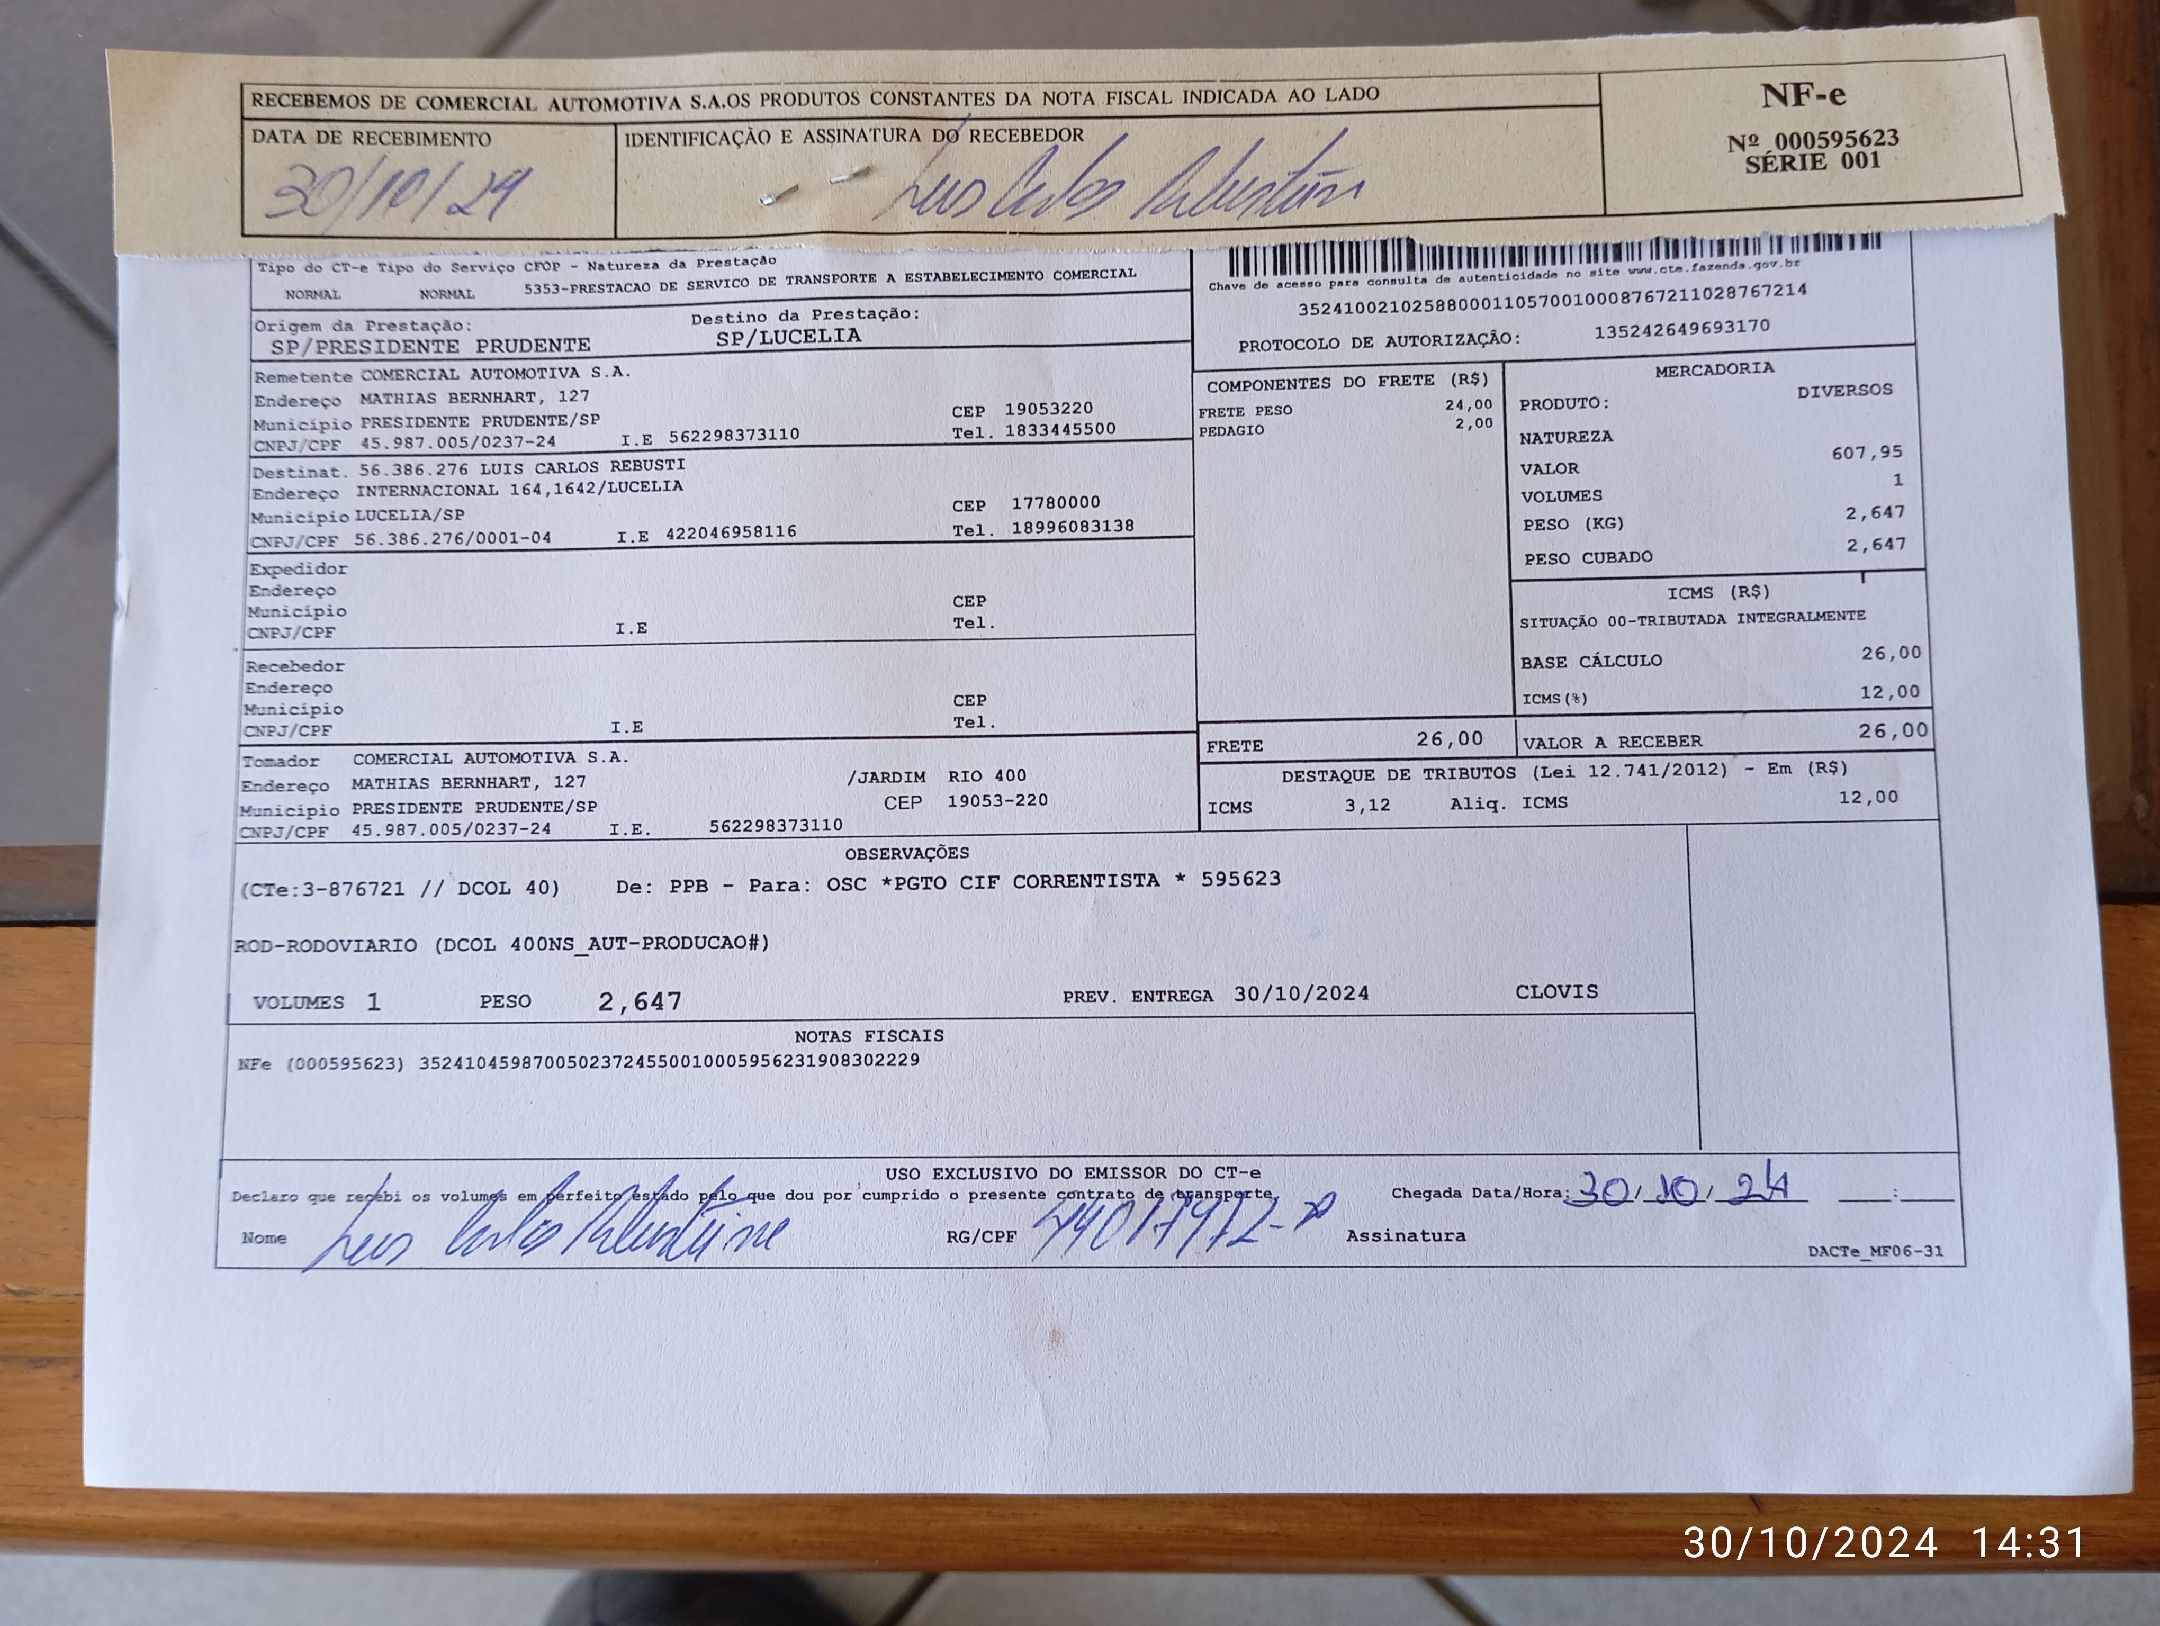 RECEBEMOS DE COMERCIAL AUTOMOTIVA S.A.OS PRODUTOS CONSTANTES DA NOTA FISCAL INDICADA AO LADO
DATA DE RECEBIMENTO
30/10/24
IDENTIFICAÇÃO E ASSINATURA DO RECEBEDOR
Luis Carlos
NF-e
Nº 000595623
SÉRIE 001
Tipo do CT-e Tipo do Serviço CFOP - Natureza da Prestação
NORMAL NORMAL 5353-PRESTACAO DE SERVICO DE TRANSPORTE A ESTABELECIMENTO COMERCIAL
Chave de acesso para consulta de autenticidade no site www.cte.fazenda.gov.br
35241002102588000110570010008767211028767214
PROTOCOLO DE AUTORIZAÇÃO: 135242649693170
Origem da Prestação: Destino da Prestação:
SP/PRESIDENTE PRUDENTE SP/LUCELIA
Remetente COMERCIAL AUTOMOTIVA S.A.
Endereço MATHIAS BERNHART, 127
Município PRESIDENTE PRUDENTE/SP CEP 19053220
CNPJ/CPF 45.987.005/0237-24 I.E 562298373110 Tel. 1833445500
Destinat. 56.386.276 LUIS CARLOS REBUSTI
Endereço INTERNACIONAL 164,1642/LUCELIA
Município LUCELIA/SP CEP 17780000
CNPJ/CPF 56.386.276/0001-04 I.E 422046958116 Tel. 18996083138
Expedidor
Endereço
Município CEP
CNPJ/CPF I.E Tel.
Recebedor
Endereço
Município CEP
CNPJ/CPF I.E Tel.
Tomador COMERCIAL AUTOMOTIVA S.A.
Endereço MATHIAS BERNHART, 127 /JARDIM RIO 400
Município PRESIDENTE PRUDENTE/SP CEP 19053-220
CNPJ/CPF 45.987.005/0237-24 I.E. 562298373110
COMPONENTES DO FRETE (R$)
FRETE PESO 24,00
PEDAGIO 2,00
MERCADORIA
PRODUTO: DIVERSOS
NATUREZA
VALOR 607,95
VOLUMES 1
PESO (KG) 2,647
PESO CUBADO 2,647
ICMS (R$)
SITUAÇÃO 00-TRIBUTADA INTEGRALMENTE
BASE CÁLCULO 26,00
ICMS(%) 12,00
FRETE 26,00 VALOR A RECEBER 26,00
DESTAQUE DE TRIBUTOS (Lei 12.741/2012) - Em (R$)
ICMS 3,12 Aliq. ICMS 12,00
OBSERVAÇÕES
(CTe:3-876721 // DCOL 40) De: PPB - Para: OSC *PGTO CIF CORRENTISTA * 595623
ROD-RODOVIARIO (DCOL 400NS_AUT-PRODUCAO#)
VOLUMES 1 PESO 2,647 PREV. ENTREGA 30/10/2024 CLOVIS
NOTAS FISCAIS
NFe (000595623) 35241045987005023724550010005956231908302229
USO EXCLUSIVO DO EMISSOR DO CT-e
Declaro que recebi os volumes em perfeito estado pelo que dou por cumprido o presente contrato de transporte. Chegada Data/Hora: 30/10/24 :
Nome Luis Carlos RG/CPF Assinatura
DACTe_MF06-31
30/10/2024 14:31